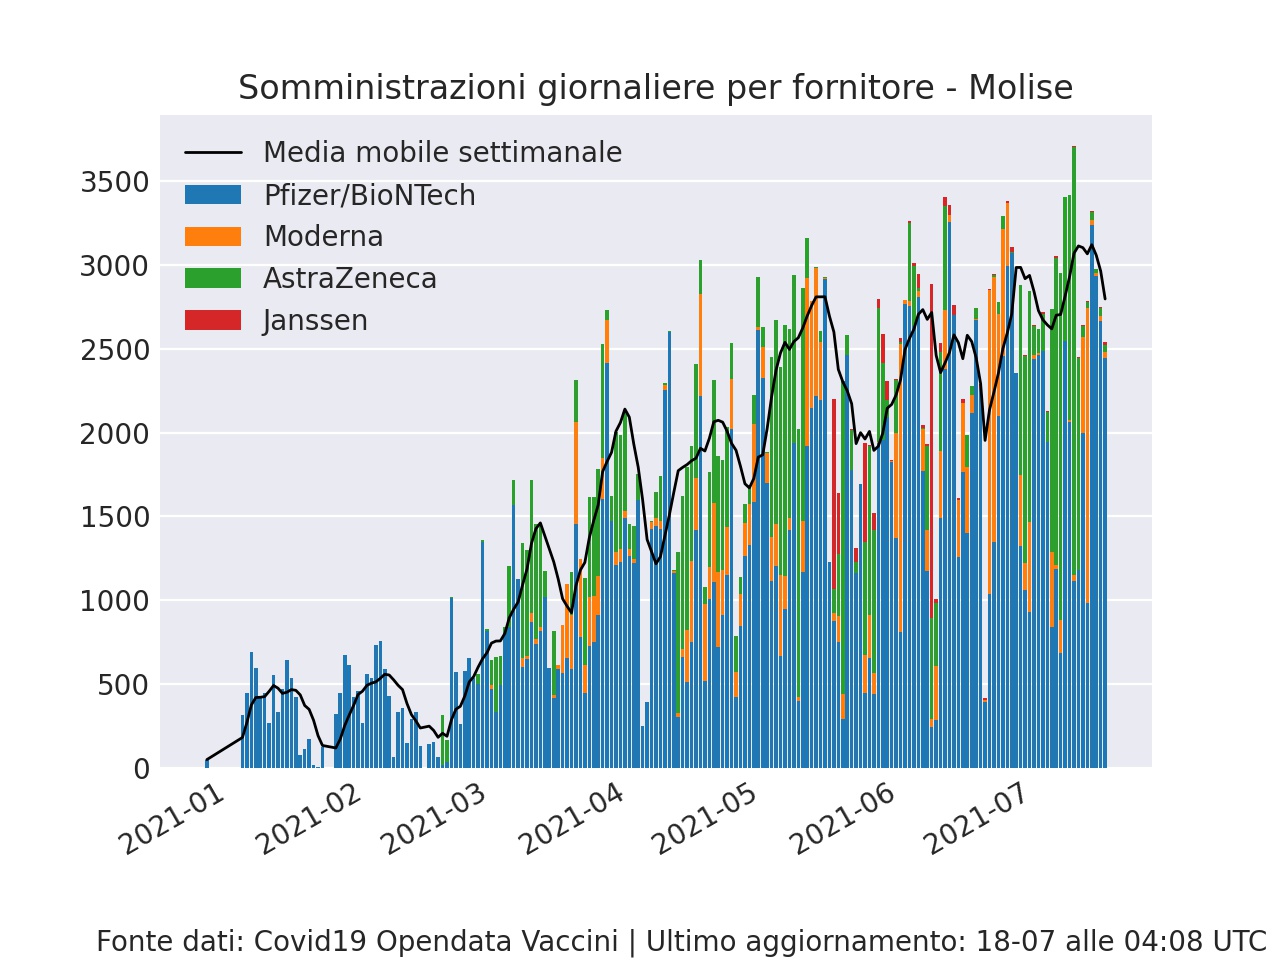 Somministrazioni giornaliere per fornitore - Molise
Media mobile settimanale
Pfizer/BioNTech
Moderna
AstraZeneca
Janssen
3500
3000
2500
2000
1500
1000
500
0
2021-01
2021-02
2021-03
2021-04
2021-05
2021-06
2021-07
Fonte dati: Covid19 Opendata Vaccini | Ultimo aggiornamento: 18-07 alle 04:08 UTC